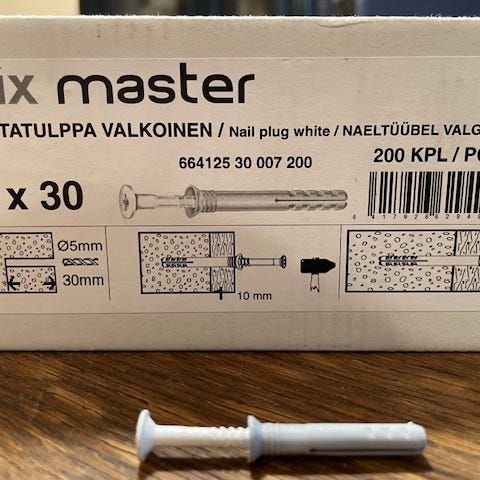 ix master
TATULPPA VALKOINEN / Nail plug white / NAELTÜÜBEL VALG
664125 30 007 200
200 KPL / P
x 30
Ø5mm
30mm
10 mm